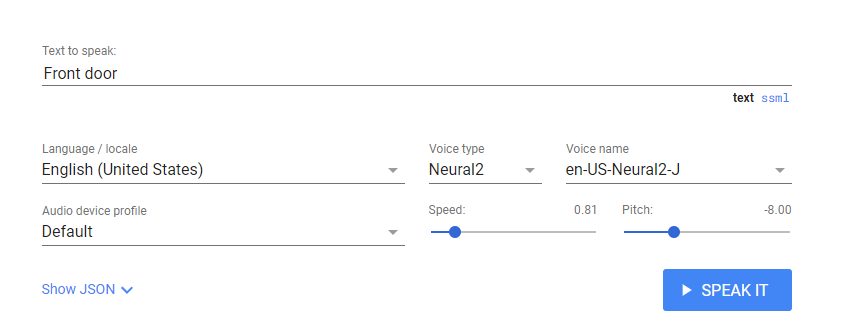 Text to speak:
Front door
text ssml
Language / locale
Voice type
Voice name
English (United States)
Neural2
en-US-Neural2-J
Audio device profile
Speed: 0.81
Pitch: -8.00
Default
Show JSON
SPEAK IT